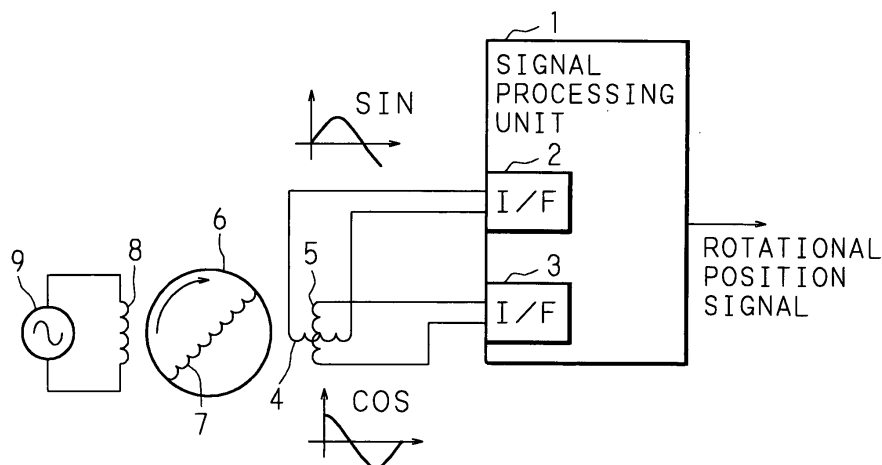 1
SIGNAL
PROCESSING
UNIT
SIN
2
I/F
6
8
9
5
3
I/F
ROTATIONAL
POSITION
SIGNAL
4
7
COS